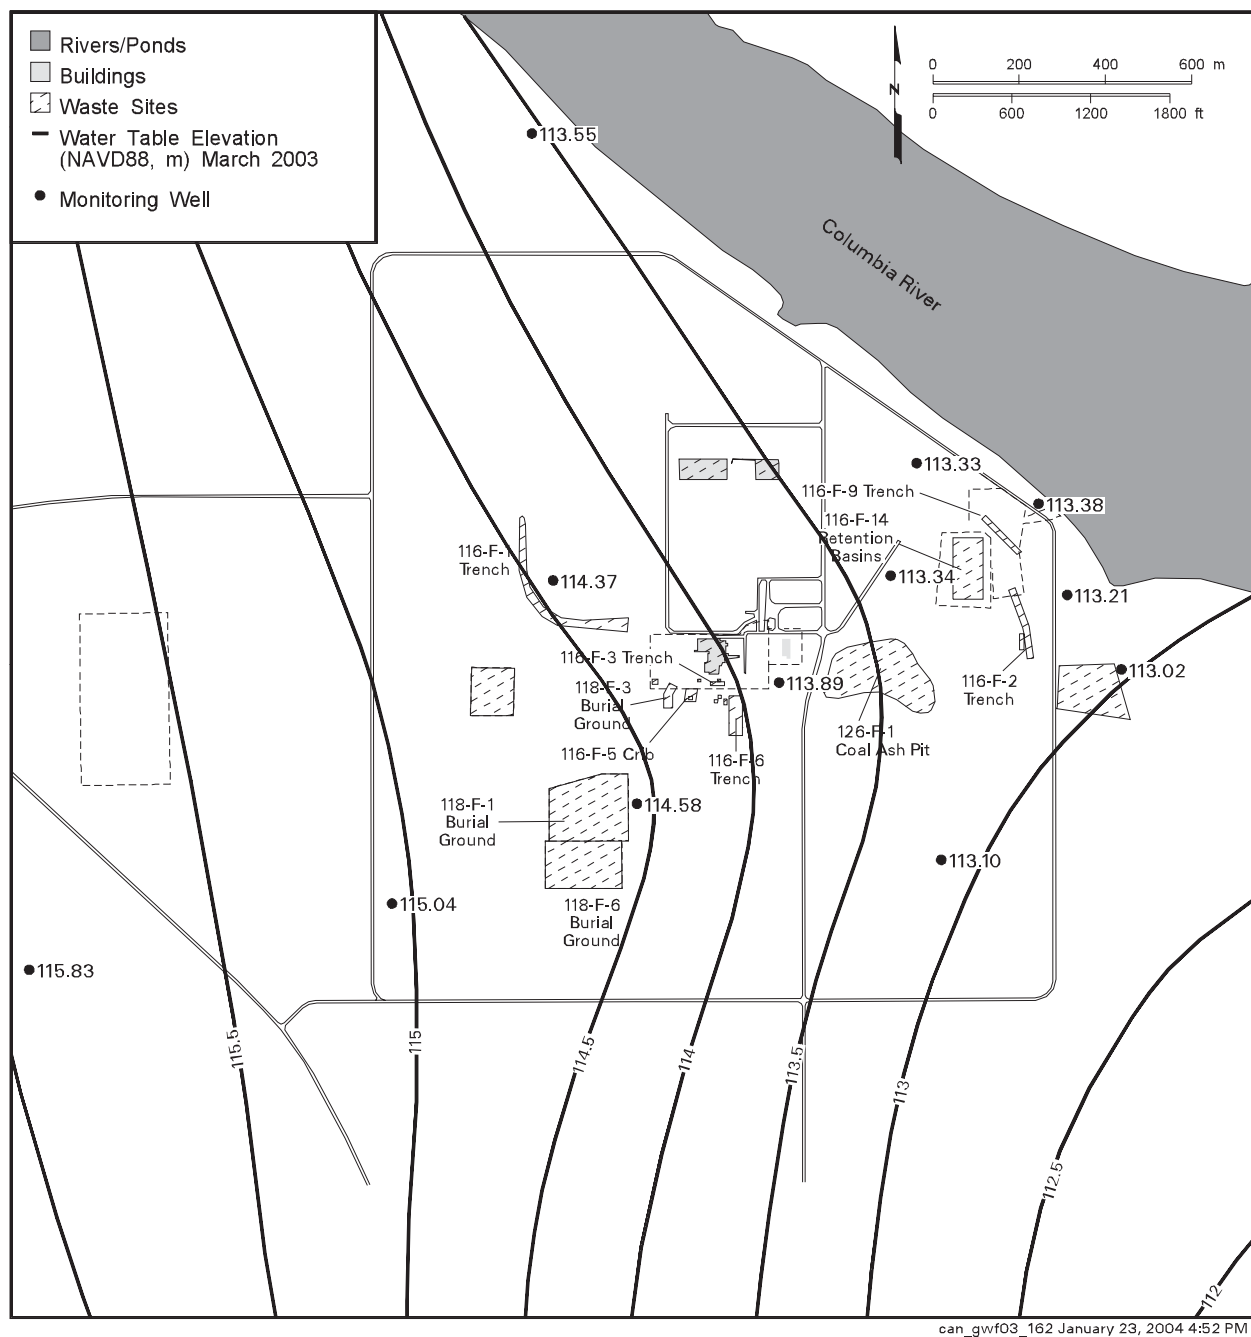 Rivers/Ponds
Buildings
Waste Sites
Water Table Elevation
(NAVD88, m) March 2003
Monitoring Well
N
0 200 400 600 m
0 600 1200 1800 ft
113.55
Columbia River
113.33
116-F-9 Trench
113.38
116-F-14
Retention
Basins
116-F-1
Trench
114.37
113.34
113.21
116-F-3 Trench
113.89
116-F-2
Trench
113.02
118-F-3
Burial
Ground
126-F-1
Coal Ash Pit
116-F-5 Crib
116-F-6
Trench
118-F-1
Burial
Ground
114.58
113.10
115.04
118-F-6
Burial
Ground
115.83
115.5
115
114.5
114
113.5
113
112.5
112
can_gwf03_162 January 23, 2004 4:52 PM